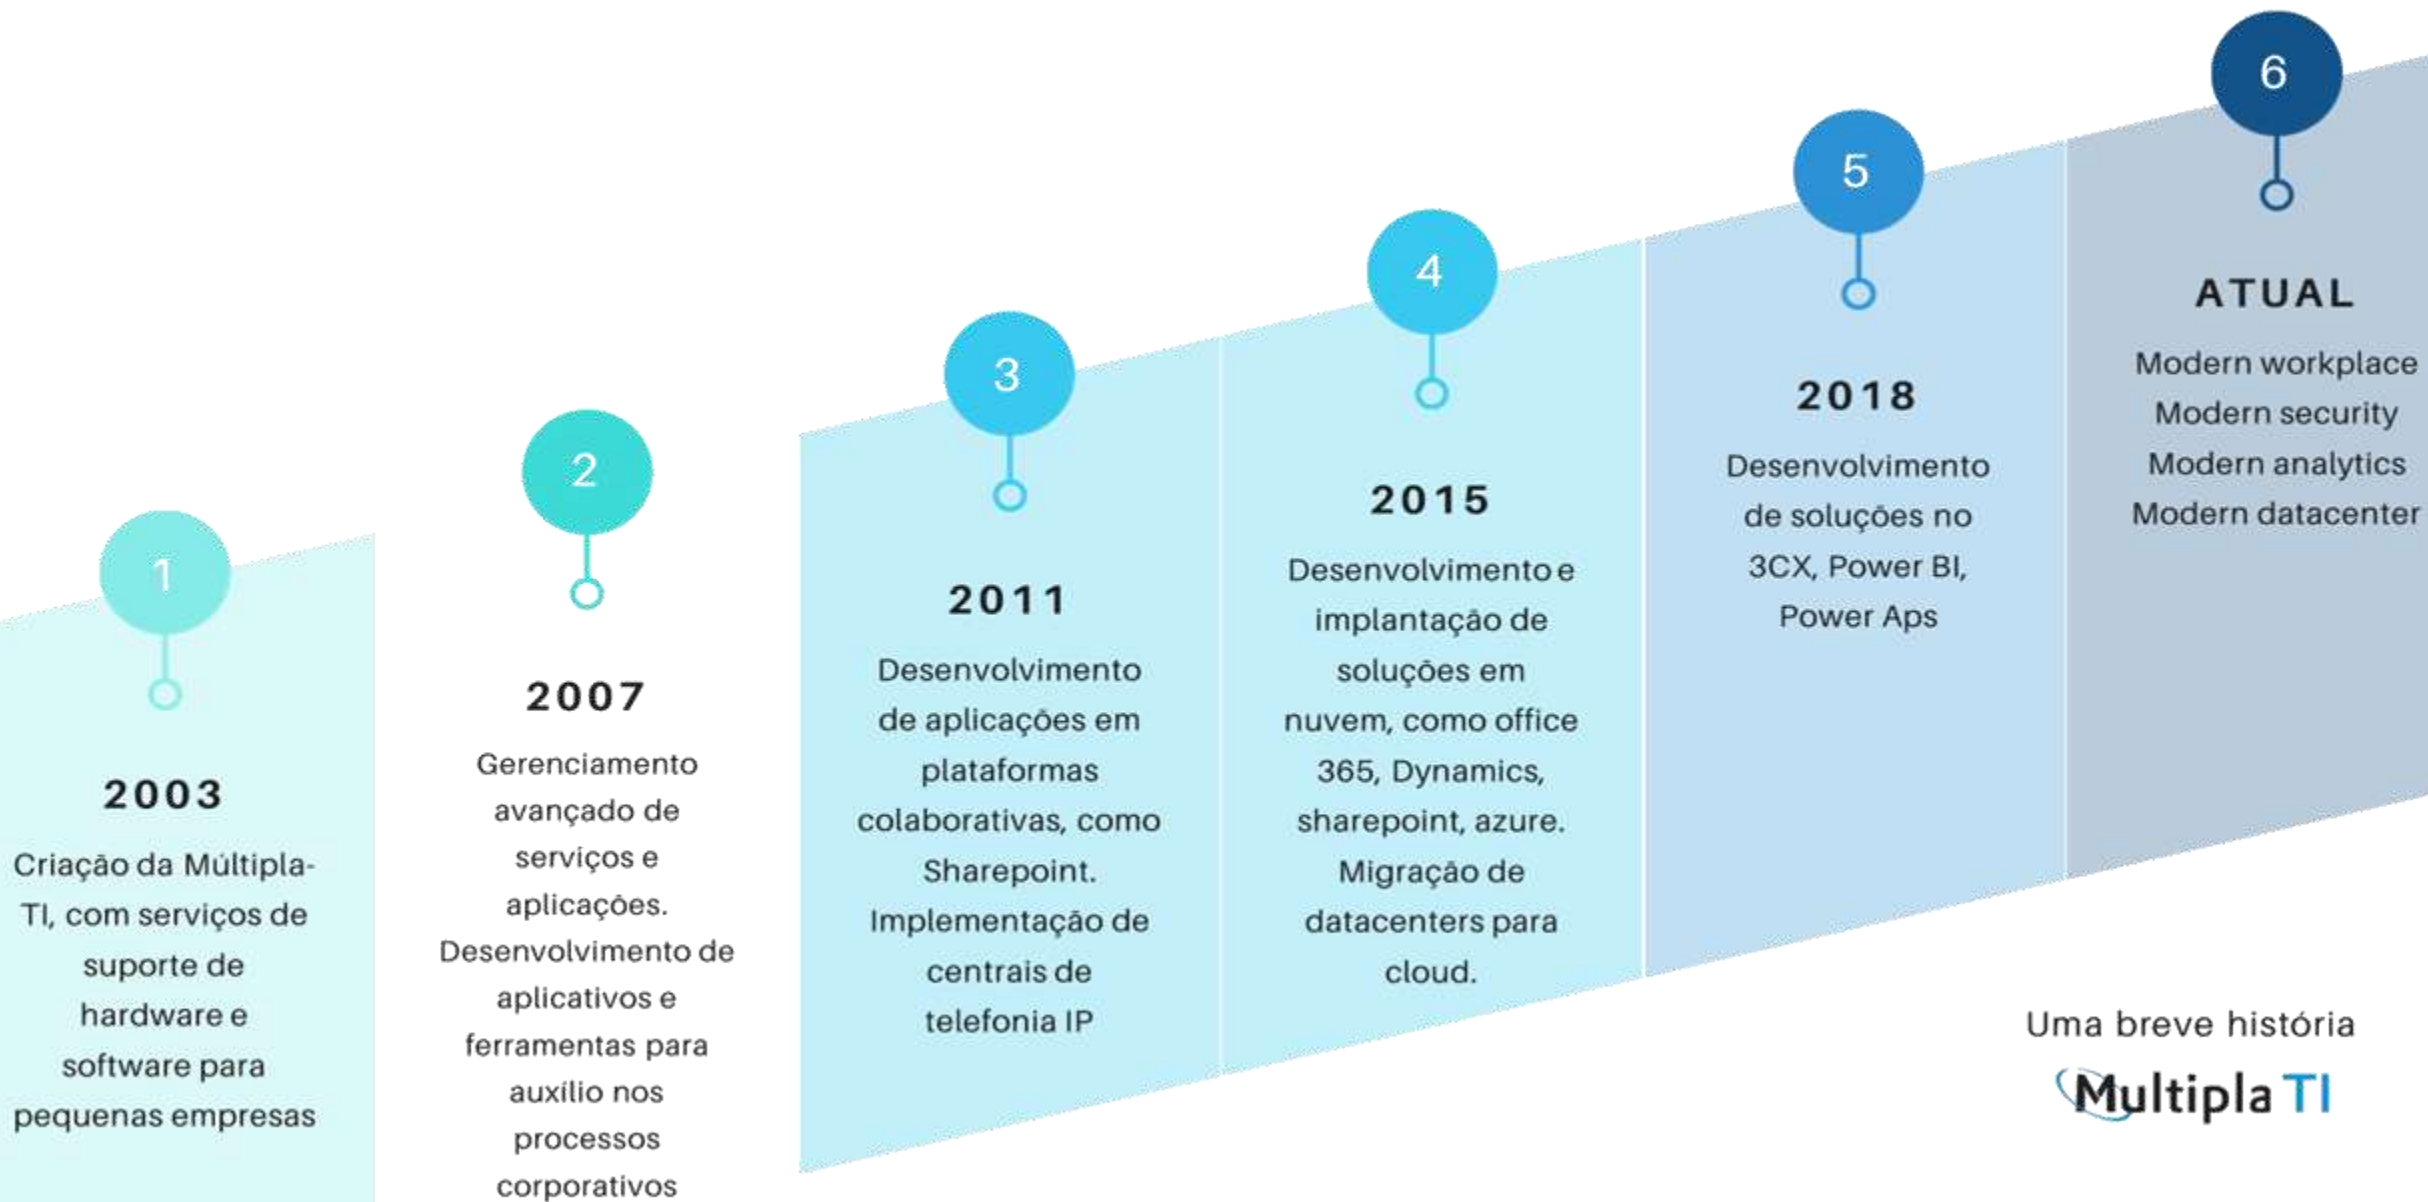 1
2003
Criação da Múltipla-
TI, com serviços de
suporte de
hardware e
software para
pequenas empresas
2
2007
Gerenciamento
avançado de
serviços e
aplicações.
Desenvolvimento de
aplicativos e
ferramentas para
auxílio nos
processos
corporativos
3
2011
Desenvolvimento
de aplicações em
plataformas
colaborativas, como
Sharepoint.
Implementação de
centrais de
telefonia IP
4
2015
Desenvolvimento e
implantação de
soluções em
nuvem, como office
365, Dynamics,
sharepoint, azure.
Migração de
datacenters para
cloud.
5
2018
Desenvolvimento
de soluções no
3CX, Power BI,
Power Aps
6
ATUAL
Modern workplace
Modern security
Modern analytics
Modern datacenter
Uma breve história
Multipla TI